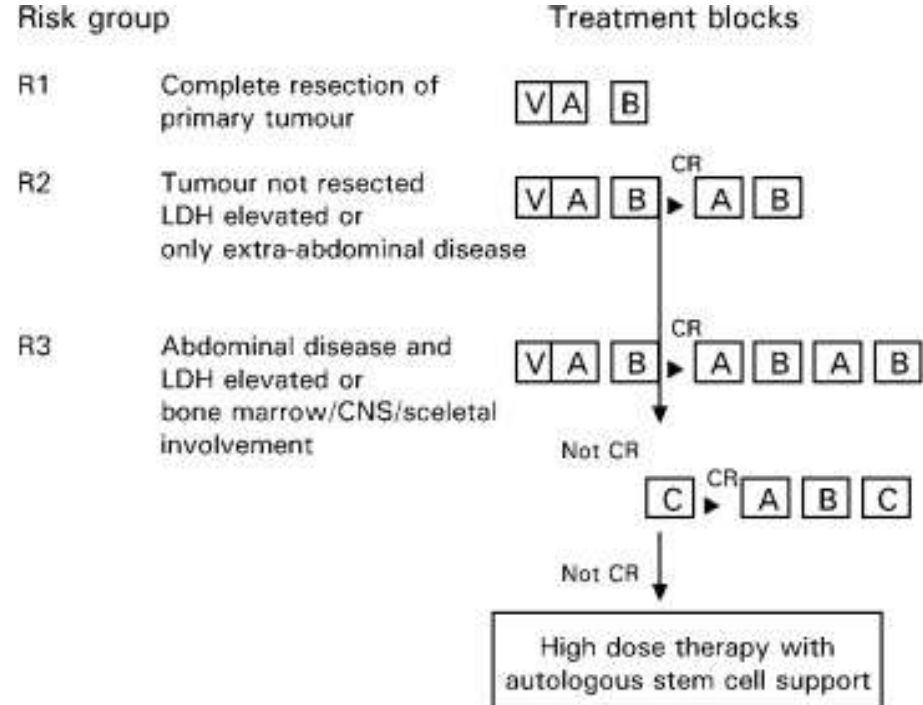 Risk group Treatment blocks
R1 Complete resection of V A B
primary tumour
CR
R2 Tumour not resected V A B A B
LDH elevated or
only extra-abdominal disease
CR
R3 Abdominal disease and V A B A B A B
LDH elevated or
bone marrow/CNS/sceletal
involvement
Not CR
CR
C A B C
Not CR
High dose therapy with
autologous stem cell support